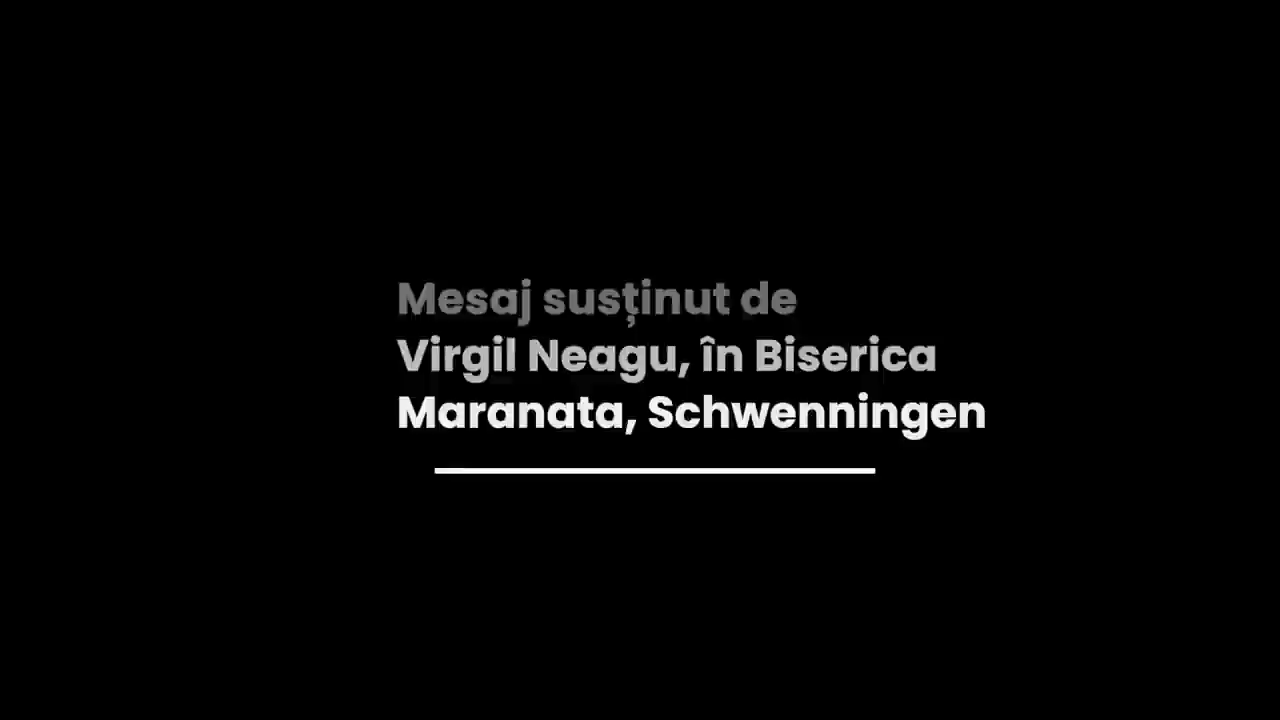 Mesaj susținut de
Virgil Neagu, în Biserica
Maranata, Schwenningen